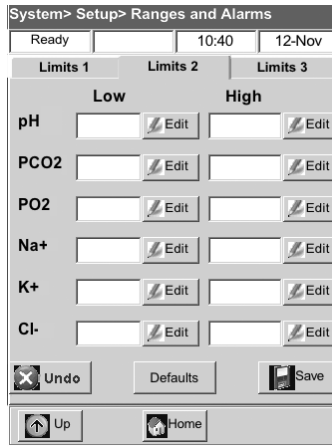 System> Setup> Ranges and Alarms
Ready 10:40 12-Nov
Limits 1 Limits 2 Limits 3
Low High
pH Edit Edit
PCO2 Edit Edit
PO2 Edit Edit
Na+ Edit Edit
K+ Edit Edit
Cl- Edit Edit
Undo Defaults Save
Up Home